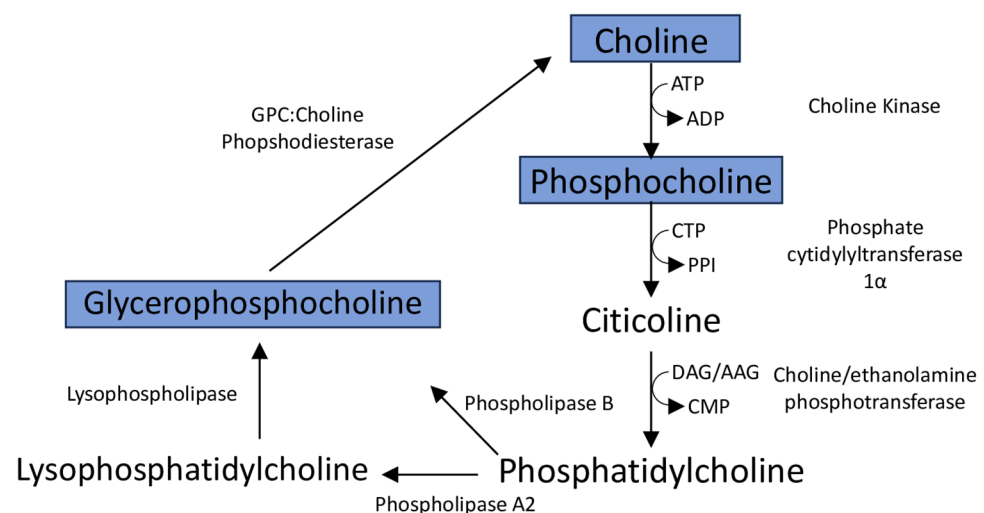 Choline
ATP
ADP
Choline Kinase
GPC:Choline
Phopshodiesterase
Phosphocholine
CTP
PPI
Phosphate
cytidylyltransferase
1α
Glycerophosphocholine
Citicoline
DAG/AAG
CMP
Choline/ethanolamine
phosphotransferase
Lysophospholipase
Phospholipase B
Lysophosphatidylcholine
Phosphatidylcholine
Phospholipase A2